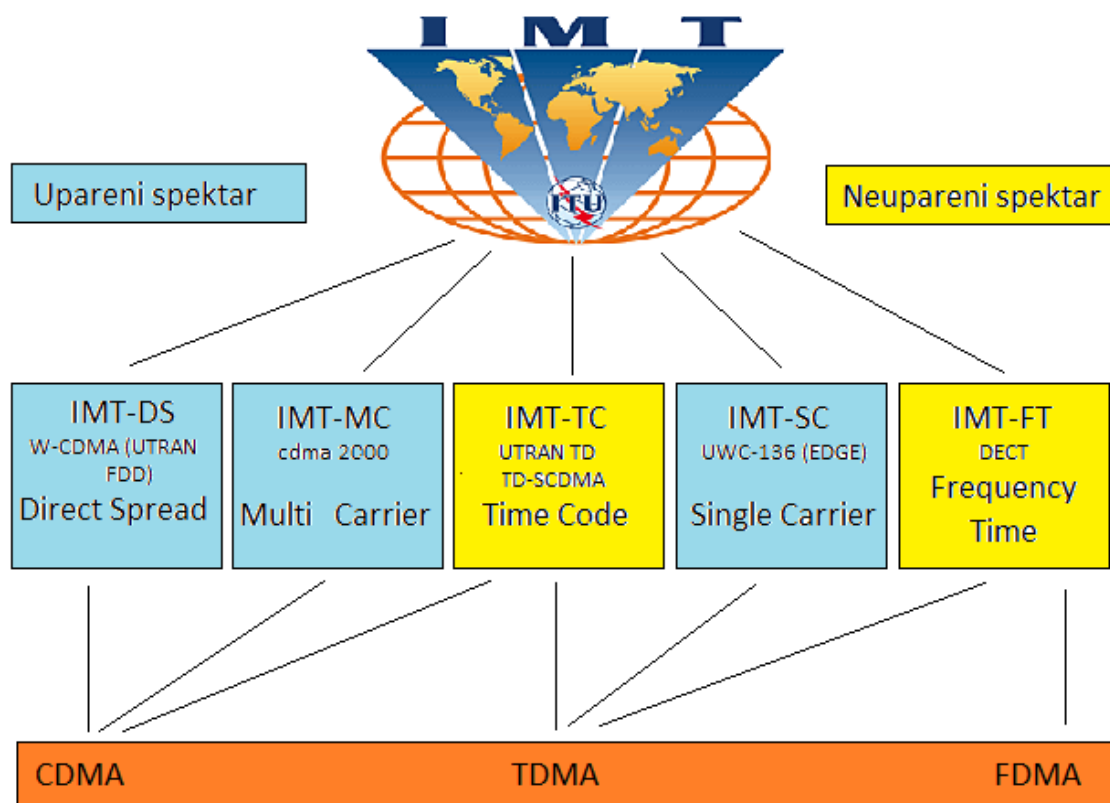 I M T
ITU
Upareni spektar
Neupareni spektar
IMT-DS
W-CDMA (UTRAN
FDD)
Direct Spread
IMT-MC
cdma 2000
Multi Carrier
IMT-TC
UTRAN TD
TD-SCDMA
Time Code
IMT-SC
UWC-136 (EDGE)
Single Carrier
IMT-FT
DECT
Frequency
Time
CDMA
TDMA
FDMA